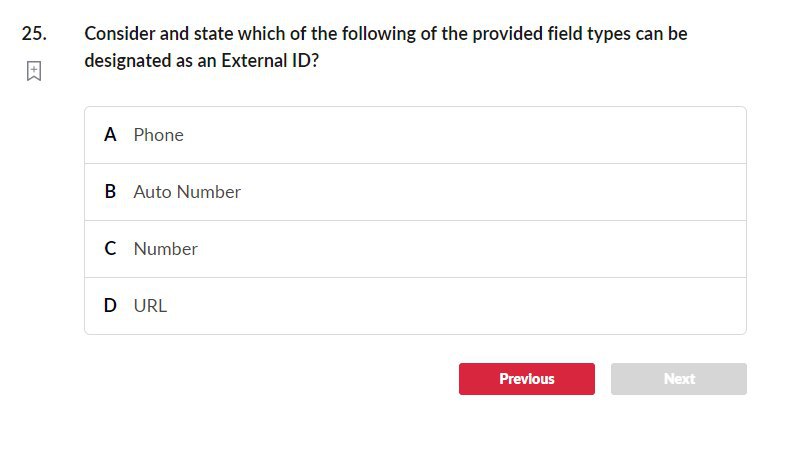 25. Consider and state which of the following of the provided field types can be
designated as an External ID?
A Phone
B Auto Number
C Number
D URL
Previous Next